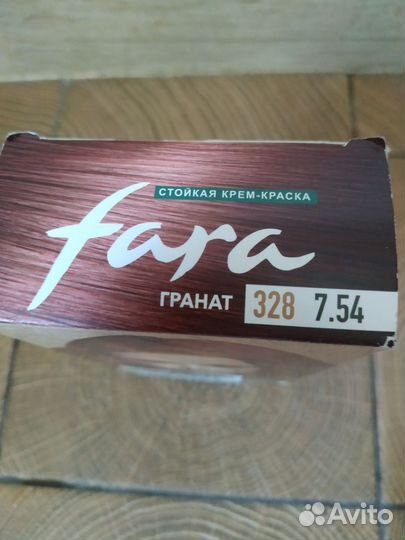 СТОЙКАЯ КРЕМ-КРАСКА
fara
ГРАНАТ 328 7.54
Avito